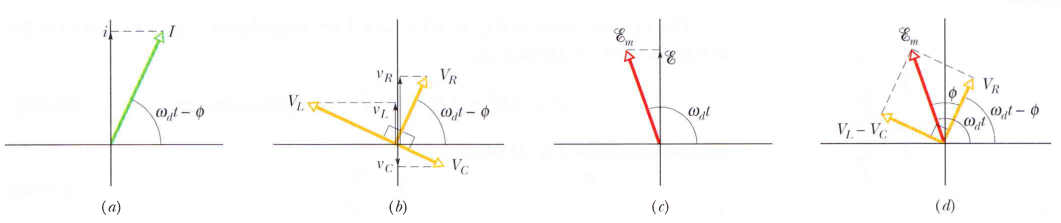 i
I
ω_d t − ϕ
(a)
v_R
V_R
V_L
v_L
ω_d t − ϕ
v_C
V_C
(b)
ℰ_m
ℰ
ω_d t
(c)
ℰ_m
ϕ
V_R
ω_d t − ϕ
ω_d t
V_L − V_C
(d)